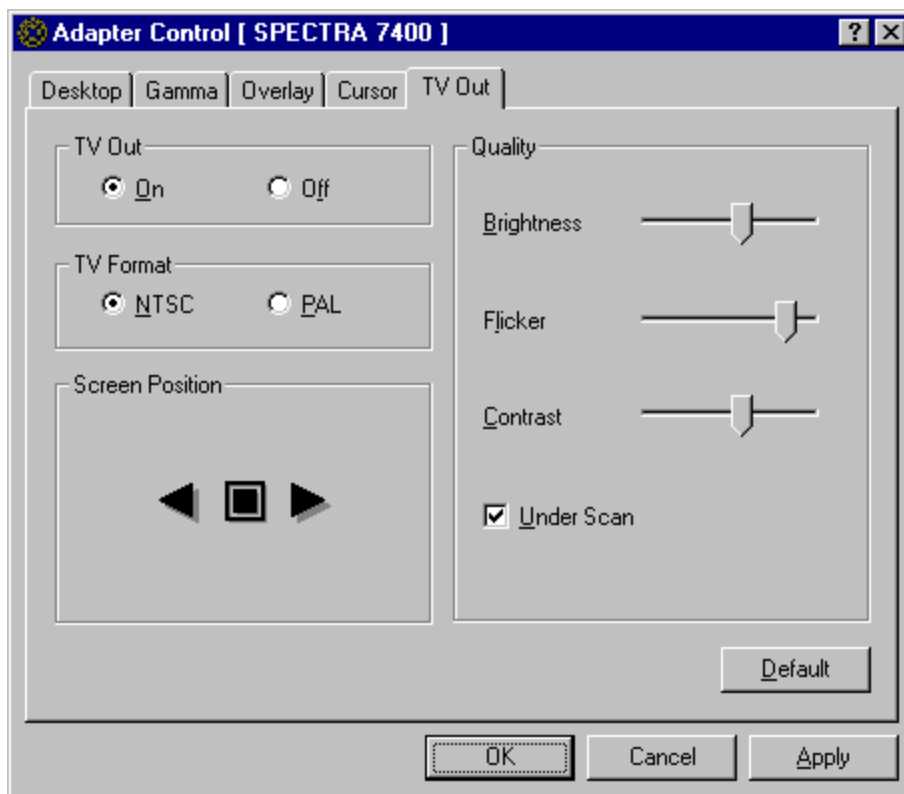 Adapter Control [ SPECTRA 7400 ]
Desktop Gamma Overlay Cursor TV Out
TV Out
On Off
TV Format
NTSC PAL
Screen Position
Quality
Brightness
Flicker
Contrast
Under Scan
Default
OK Cancel Apply